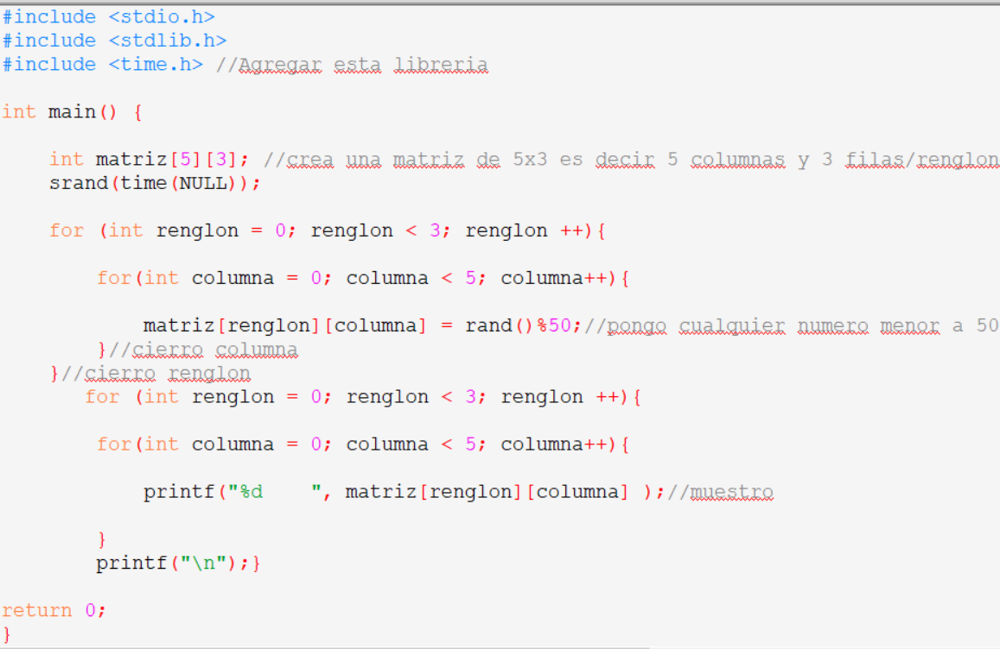 #include <stdio.h>
#include <stdlib.h>
#include <time.h> //Agregar esta libreria
int main() {
int matriz[5][3]; //crea una matriz de 5x3 es decir 5 columnas y 3 filas/renglon
srand(time(NULL));
for (int renglon = 0; renglon < 3; renglon ++){
for(int columna = 0; columna < 5; columna++){
matriz[renglon][columna] = rand()%50;//pongo cualquier numero menor a 50
}//cierro columna
}//cierro renglon
for (int renglon = 0; renglon < 3; renglon ++){
for(int columna = 0; columna < 5; columna++){
printf("%d    ", matriz[renglon][columna] );//muestro
}
printf("\n");}
return 0;
}